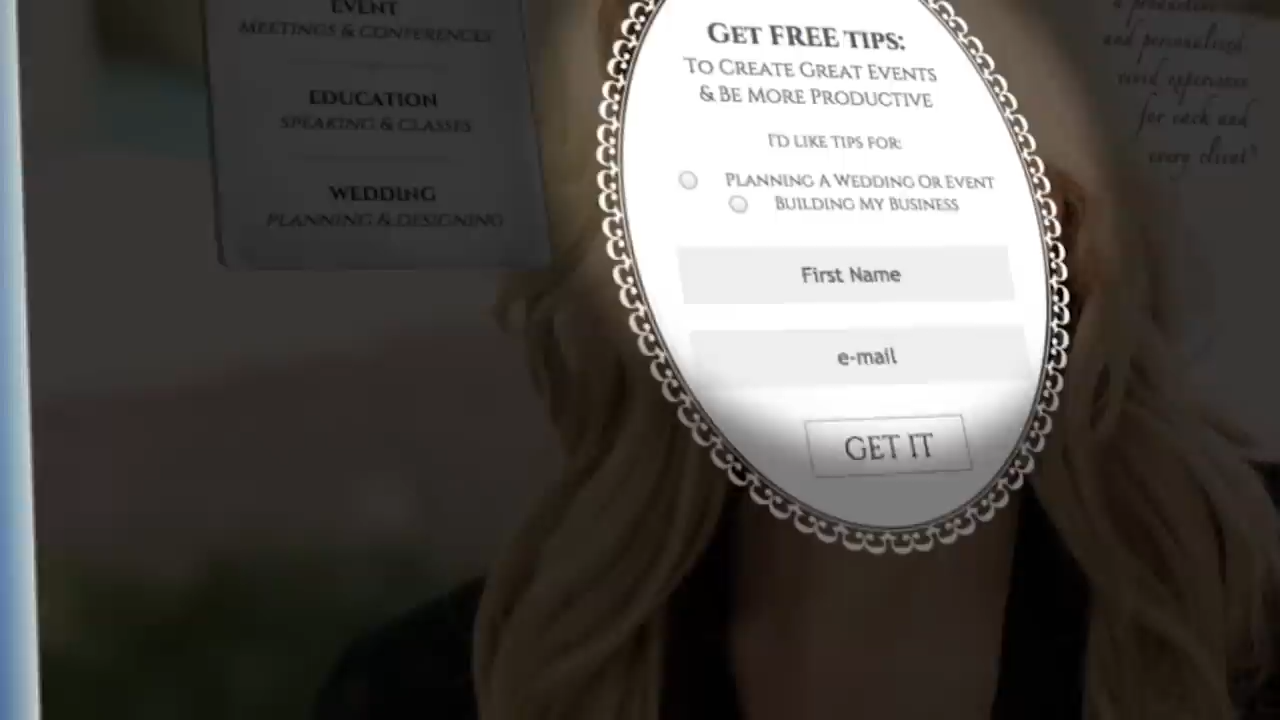 EVENT
MEETINGS & CONFERENCES
EDUCATION
SPEAKING & CLASSES
WEDDING
PLANNING & DESIGNING
GET FREE TIPS:
TO CREATE GREAT EVENTS
& BE MORE PRODUCTIVE
I'D LIKE TIPS FOR:
PLANNING A WEDDING OR EVENT
BUILDING MY BUSINESS
First Name
e-mail
GET IT
and personalized
for each and
every client"